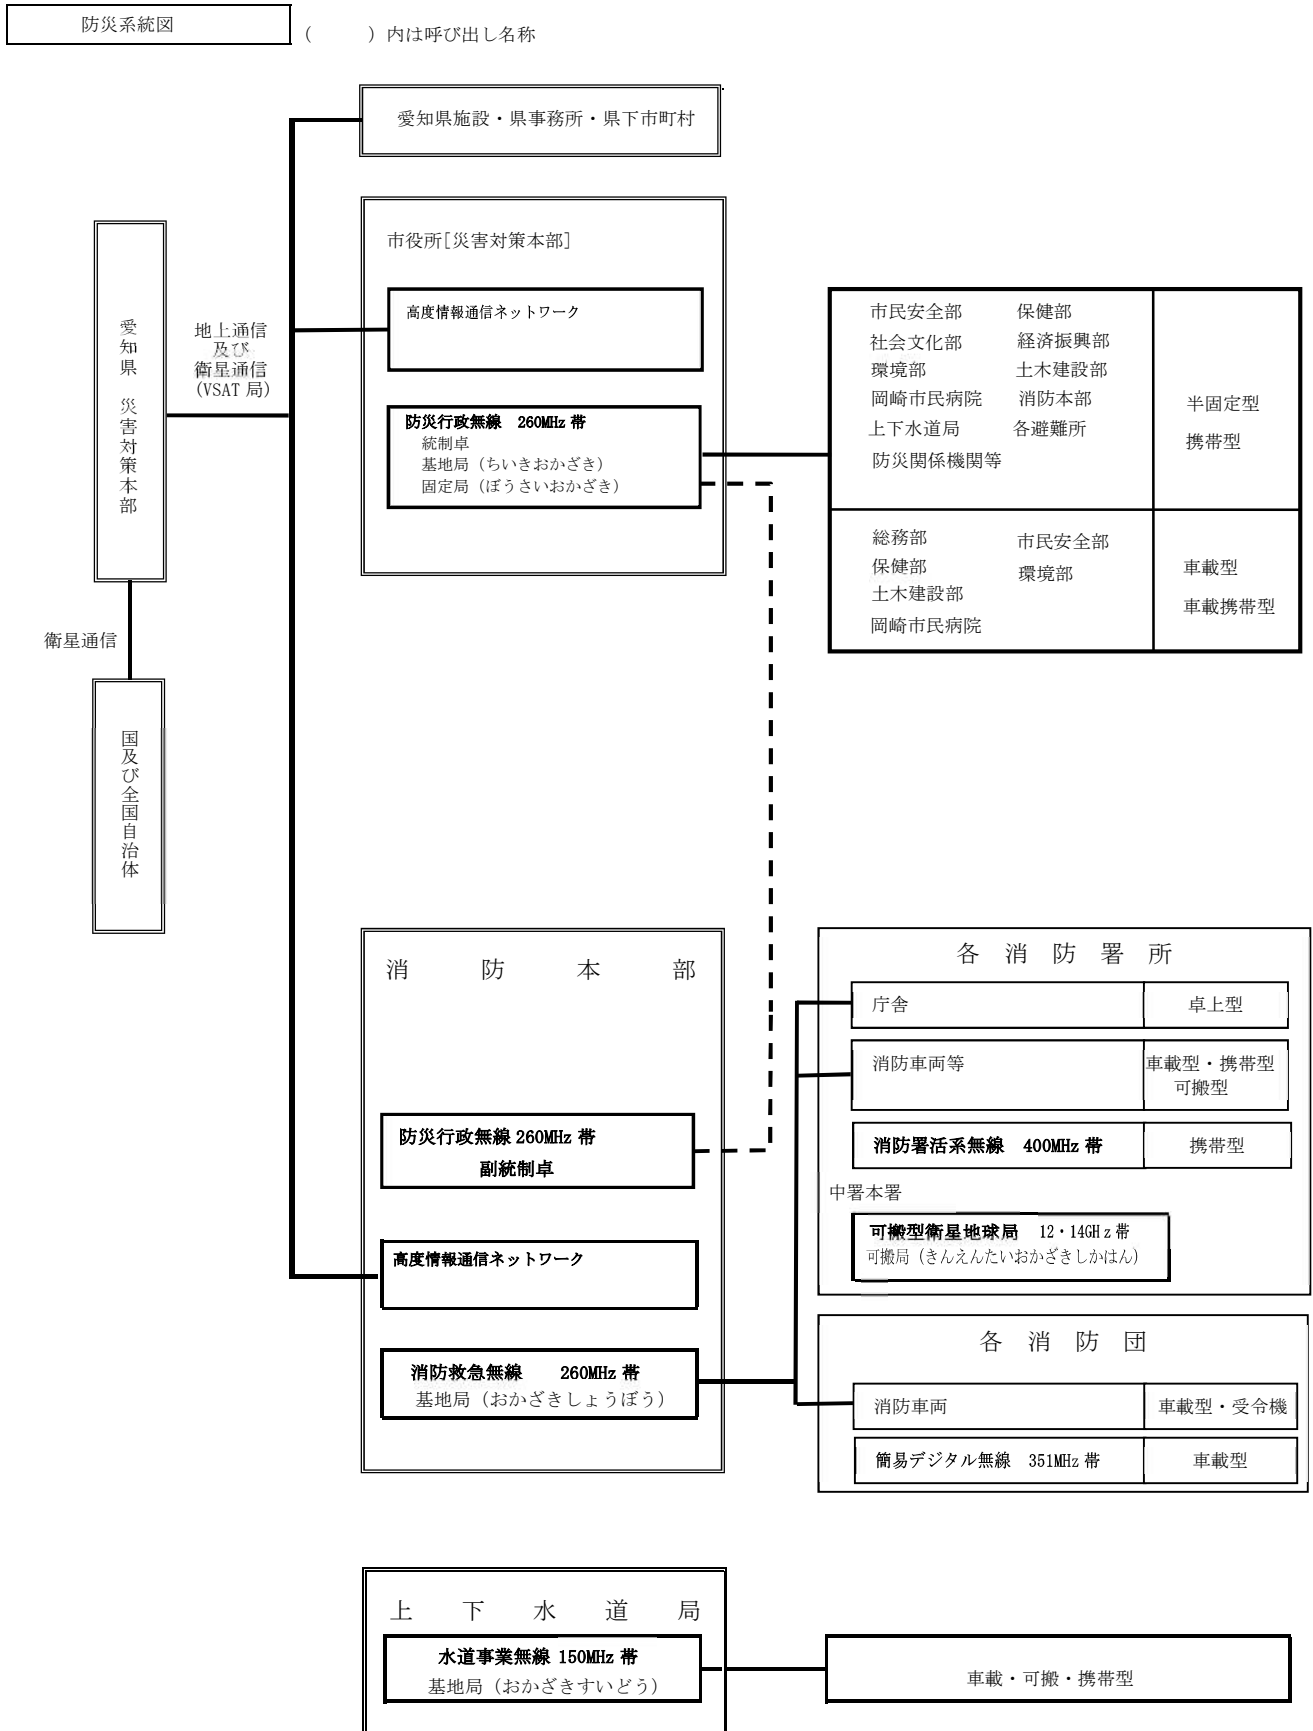 防災系統図
（　　　）内は呼び出し名称
愛知県施設・県事務所・県下市町村
愛知県　災害対策本部
地上通信
及び
衛星通信
(VSAT 局)
衛星通信
国及び全国自治体
市役所[災害対策本部]
高度情報通信ネットワーク
防災行政無線　260MHz 帯
統制卓
基地局（ちいきおかざき）
固定局（ぼうさいおかざき）
市民安全部　保健部
社会文化部　経済振興部
環境部　土木建設部
岡崎市民病院　消防本部
上下水道局　各避難所
防災関係機関等
半固定型
携帯型
総務部　市民安全部
保健部　環境部
土木建設部
岡崎市民病院
車載型
車載携帯型
消防本部
防災行政無線 260MHz 帯
副統制卓
高度情報通信ネットワーク
消防救急無線　260MHz 帯
基地局（おかざきしょうぼう）
各消防署所
庁舎　卓上型
消防車両等　車載型・携帯型
可搬型
消防署活系無線　400MHz 帯　携帯型
中署本署
可搬型衛星地球局　12・14GHz 帯
可搬局（きんえんたいおかざきしかはん）
各消防団
消防車両　車載型・受令機
簡易デジタル無線　351MHz 帯　車載型
上下水道局
水道事業無線 150MHz 帯
基地局（おかざきすいどう）
車載・可搬・携帯型